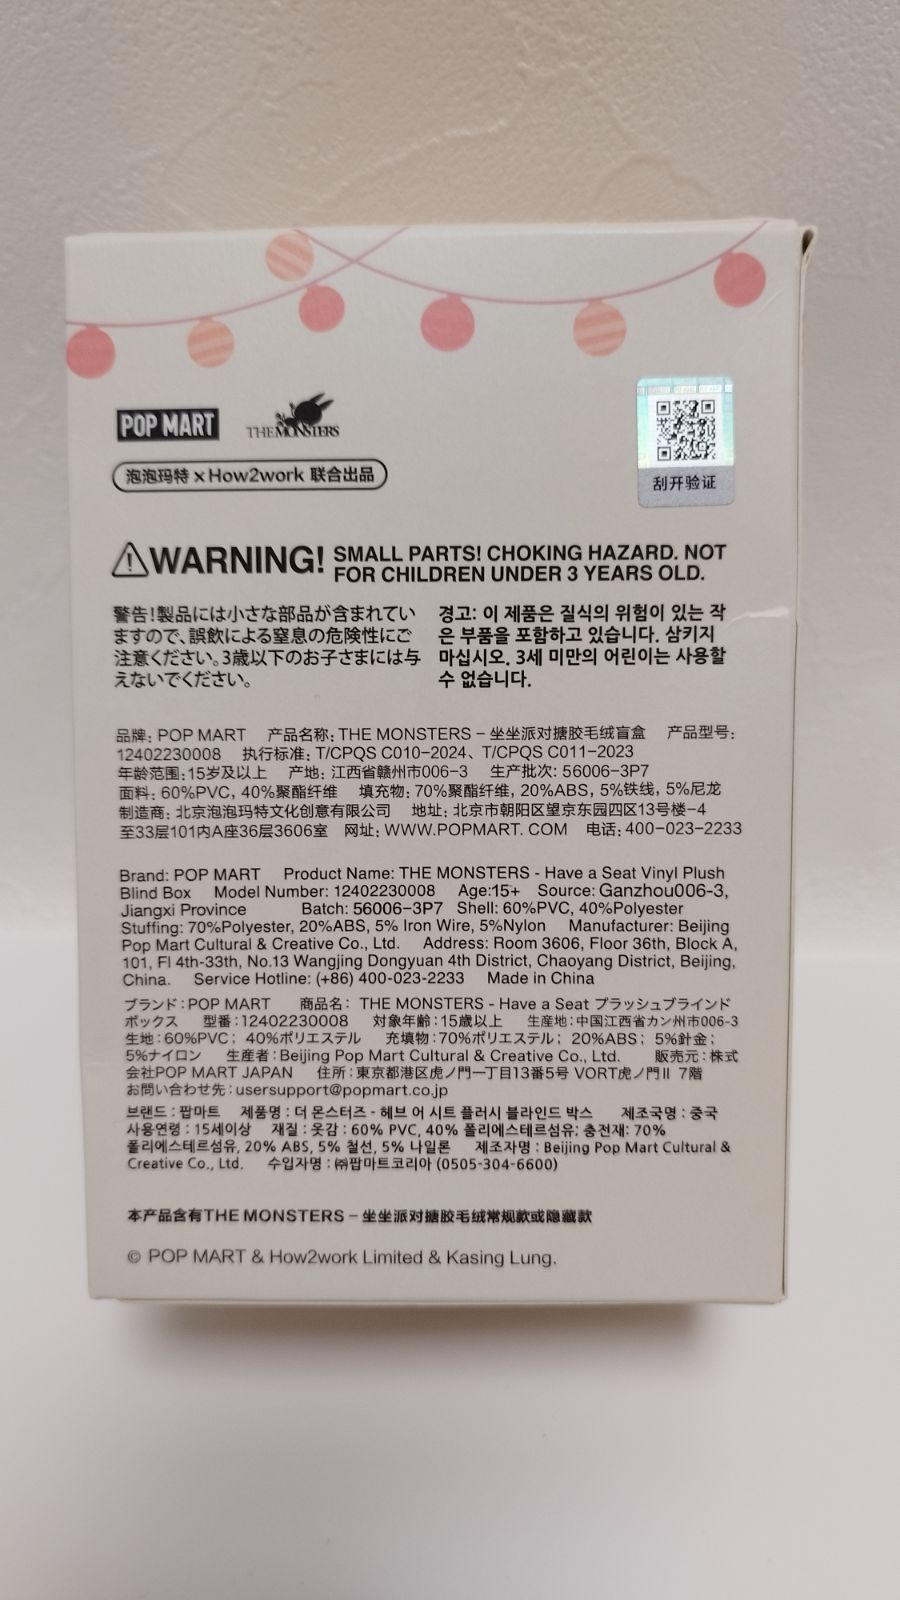 POP MART
THE MONSTERS
泡泡玛特 × How2work 联合出品
刮开验证
WARNING! SMALL PARTS! CHOKING HAZARD. NOT
FOR CHILDREN UNDER 3 YEARS OLD.
警告!製品には小さな部品が含まれてい
ますので、誤飲による窒息の危険性にご
注意ください。3歳以下のお子さまには与
えないでください。
경고: 이 제품은 질식의 위험이 있는 작
은 부품을 포함하고 있습니다. 삼키지
마십시오. 3세 미만의 어린이는 사용할
수 없습니다.
品牌: POP MART 产品名称: THE MONSTERS – 坐坐派对搪胶毛绒盲盒 产品型号:
12402230008 执行标准: T/CPQS C010-2024、T/CPQS C011-2023
年龄范围:15岁及以上 产地: 江西省赣州市006-3 生产批次: 56006-3P7
面料: 60%PVC, 40%聚酯纤维 填充物: 70%聚酯纤维, 20%ABS, 5%铁线, 5%尼龙
制造商: 北京泡泡玛特文化创意有限公司 地址: 北京市朝阳区望京东园四区13号楼-4
至33层101内A座36层3606室 网址: WWW.POPMART. COM 电话: 400-023-2233
Brand: POP MART Product Name: THE MONSTERS - Have a Seat Vinyl Plush
Blind Box Model Number: 12402230008 Age:15+ Source: Ganzhou006-3,
Jiangxi Province Batch: 56006-3P7 Shell: 60%PVC, 40%Polyester
Stuffing: 70%Polyester, 20%ABS, 5% Iron Wire, 5%Nylon Manufacturer: Beijing
Pop Mart Cultural & Creative Co., Ltd. Address: Room 3606, Floor 36th, Block A,
101, Fl 4th-33th, No.13 Wangjing Dongyuan 4th District, Chaoyang District, Beijing,
China. Service Hotline: (+86) 400-023-2233 Made in China
ブランド:POP MART 商品名: THE MONSTERS - Have a Seat プラッシュブラインド
ボックス 型番:12402230008 対象年齢:15歳以上 生産地:中国江西省カン州市006-3
生地:60%PVC; 40%ポリエステル 充填物:70%ポリエステル; 20%ABS; 5%針金;
5%ナイロン 生産者:Beijing Pop Mart Cultural & Creative Co., Ltd. 販売元:株式
会社POP MART JAPAN 住所:東京都港区虎ノ門一丁目13番5号 VORT虎ノ門II 7階
お問い合わせ先:usersupport@popmart.co.jp
브랜드 : 팝마트 제품명 : 더 몬스터즈 - 헤브 어 시트 플러시 블라인드 박스 제조국명 : 중국
사용연령 : 15세이상 재질 : 옷감 : 60% PVC, 40% 폴리에스테르섬유; 충전재: 70%
폴리에스테르섬유, 20% ABS, 5% 철선, 5% 나일론 제조자명 : Beijing Pop Mart Cultural &
Creative Co., Ltd. 수입자명 : ㈜팝마트코리아 (0505-304-6600)
本产品含有THE MONSTERS – 坐坐派对搪胶毛绒常规款或隐藏款
© POP MART & How2work Limited & Kasing Lung.